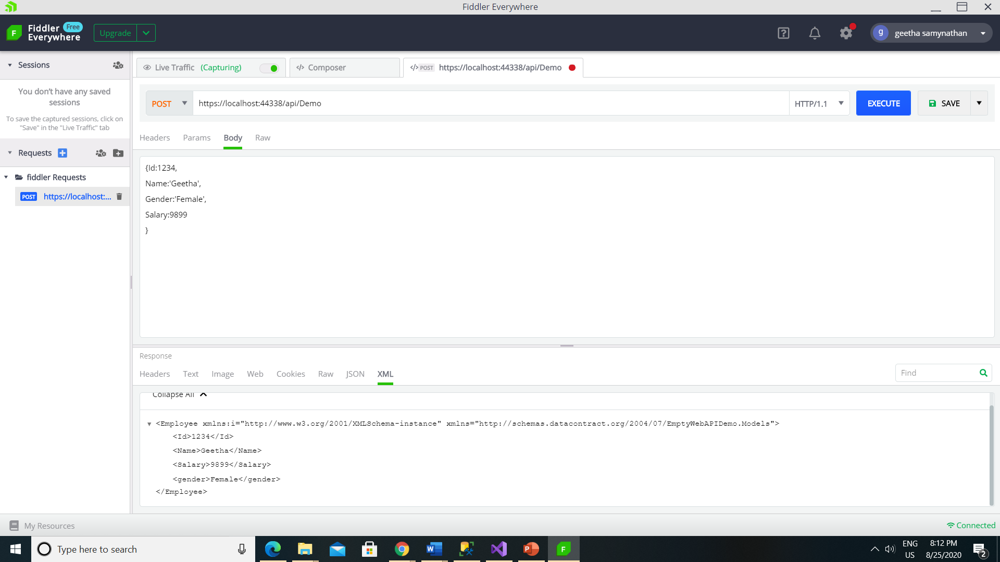 Fiddler Everywhere
Fiddler Everywhere Free
Upgrade
geetha samynathan
g
F
Sessions
You don't have any saved
sessions
To save the captured sessions, click on
"Save" in the "Live Traffic" tab
Requests
fiddler Requests
POST https://localhost:...
Live Traffic (Capturing)
</> Composer
</> POST https://localhost:44338/api/Demo
POST https://localhost:44338/api/Demo HTTP/1.1 EXECUTE SAVE
Headers Params Body Raw
{Id:1234,
Name:'Geetha',
Gender:'Female',
Salary:9899
}
Response
Headers Text Image Web Cookies Raw JSON XML
Find
Collapse All
<Employee xmlns:i="http://www.w3.org/2001/XMLSchema-instance" xmlns="http://schemas.datacontract.org/2004/07/EmptyWebAPIDemo.Models">
<Id>1234</Id>
<Name>Geetha</Name>
<Salary>9899</Salary>
<gender>Female</gender>
</Employee>
My Resources
Connected
Type here to search
W
P
F
ENG
US
8:12 PM
8/25/2020
2